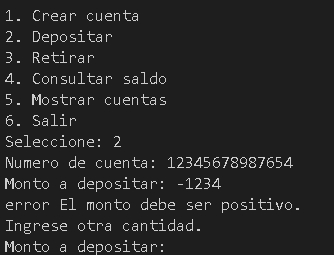 1. Crear cuenta
2. Depositar
3. Retirar
4. Consultar saldo
5. Mostrar cuentas
6. Salir
Seleccione: 2
Numero de cuenta: 12345678987654
Monto a depositar: -1234
error El monto debe ser positivo.
Ingrese otra cantidad.
Monto a depositar: